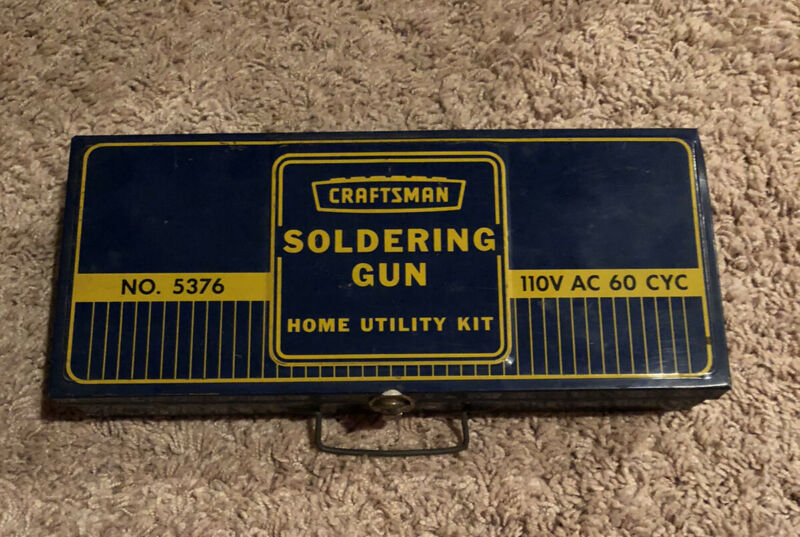 CRAFTSMAN
SOLDERING
GUN
HOME UTILITY KIT
NO. 5376
110V AC 60 CYC